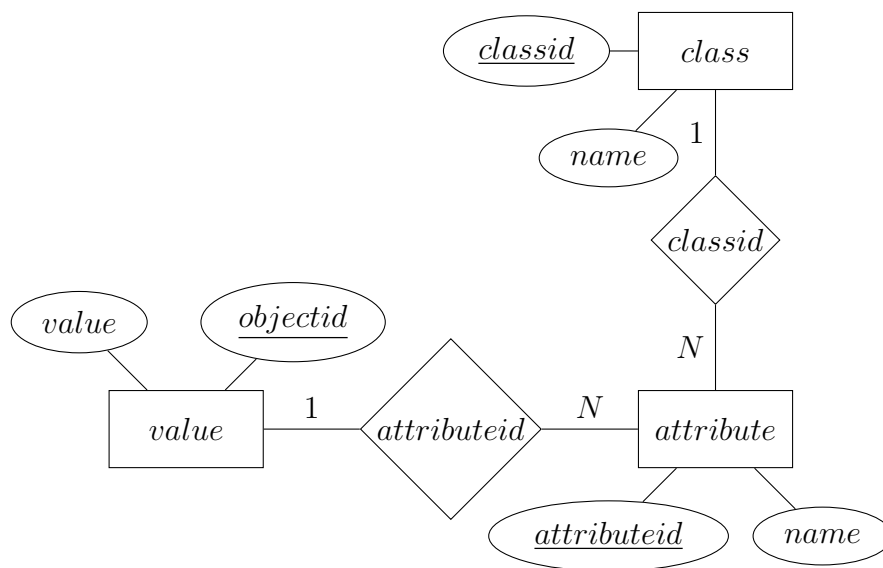 classid
class
name
1
classid
value
objectid
N
value
1
attributeid
N
attribute
attributeid
name